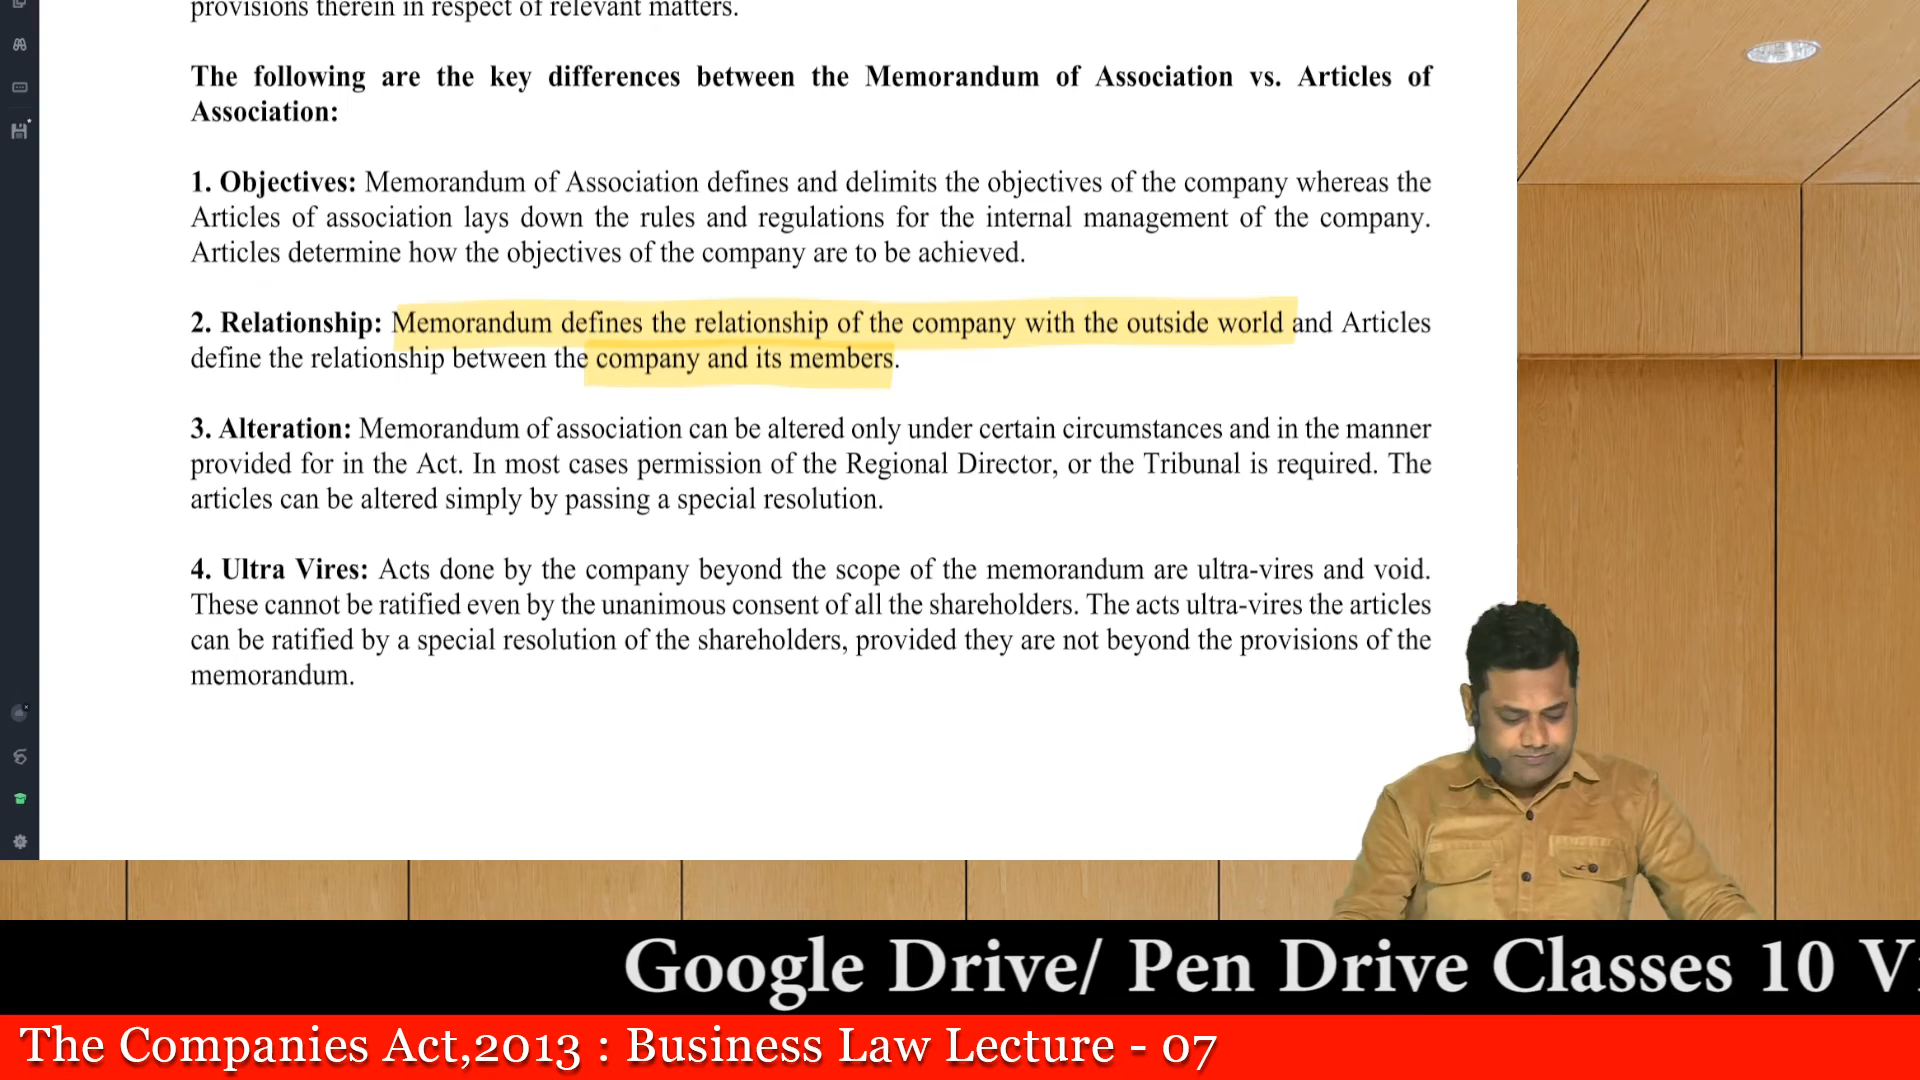 provisions therein in respect of relevant matters.
The following are the key differences between the Memorandum of Association vs. Articles of
Association:
1. Objectives: Memorandum of Association defines and delimits the objectives of the company whereas the
Articles of association lays down the rules and regulations for the internal management of the company.
Articles determine how the objectives of the company are to be achieved.
2. Relationship: Memorandum defines the relationship of the company with the outside world and Articles
define the relationship between the company and its members.
3. Alteration: Memorandum of association can be altered only under certain circumstances and in the manner
provided for in the Act. In most cases permission of the Regional Director, or the Tribunal is required. The
articles can be altered simply by passing a special resolution.
4. Ultra Vires: Acts done by the company beyond the scope of the memorandum are ultra-vires and void.
These cannot be ratified even by the unanimous consent of all the shareholders. The acts ultra-vires the articles
can be ratified by a special resolution of the shareholders, provided they are not beyond the provisions of the
memorandum.
Google Drive/ Pen Drive Classes 10 V
The Companies Act,2013 : Business Law Lecture - 07